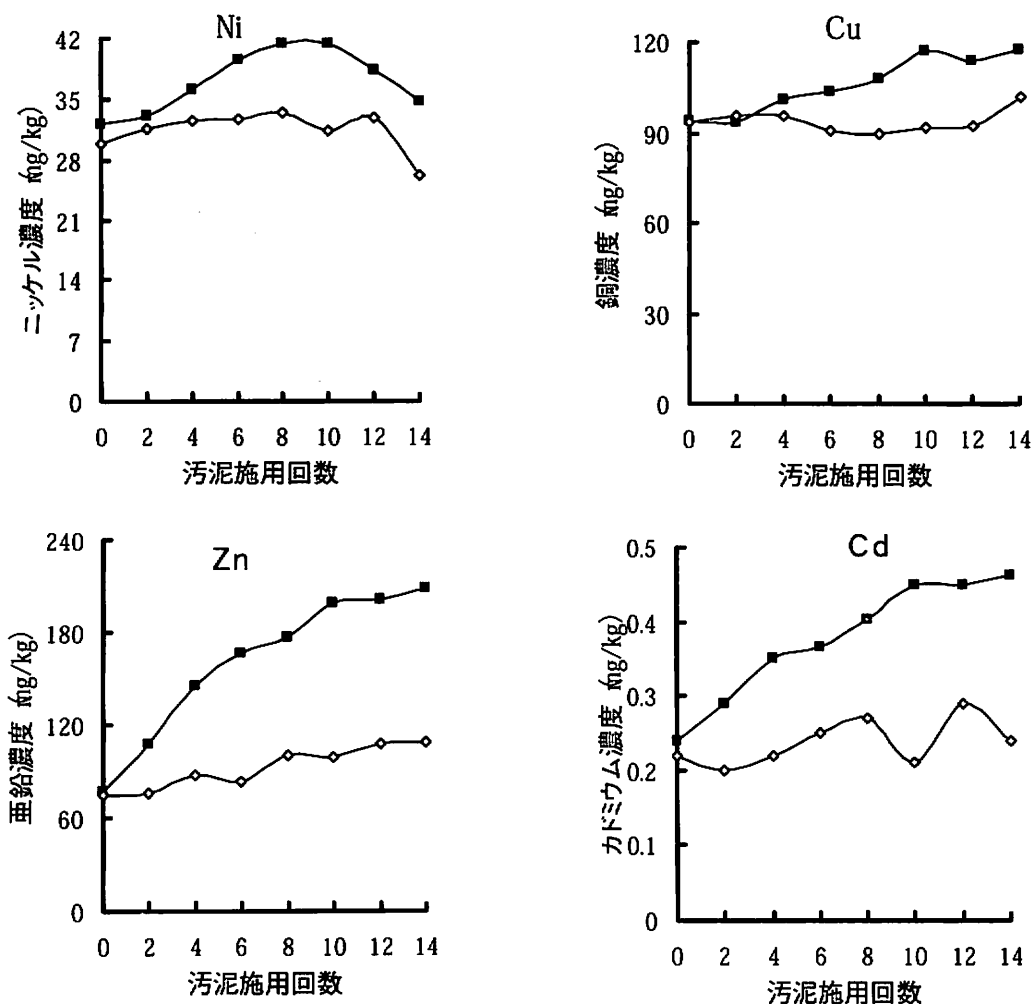 Ni
42
35
28
21
14
7
0
0 2 4 6 8 10 12 14
汚泥施用回数
ニッケル濃度 (mg/kg)
Cu
120
90
60
30
0
0 2 4 6 8 10 12 14
汚泥施用回数
銅濃度 (mg/kg)
Zn
240
180
120
60
0
0 2 4 6 8 10 12 14
汚泥施用回数
亜鉛濃度 (mg/kg)
Cd
0.5
0.4
0.3
0.2
0.1
0
0 2 4 6 8 10 12 14
汚泥施用回数
カドミウム濃度 (mg/kg)